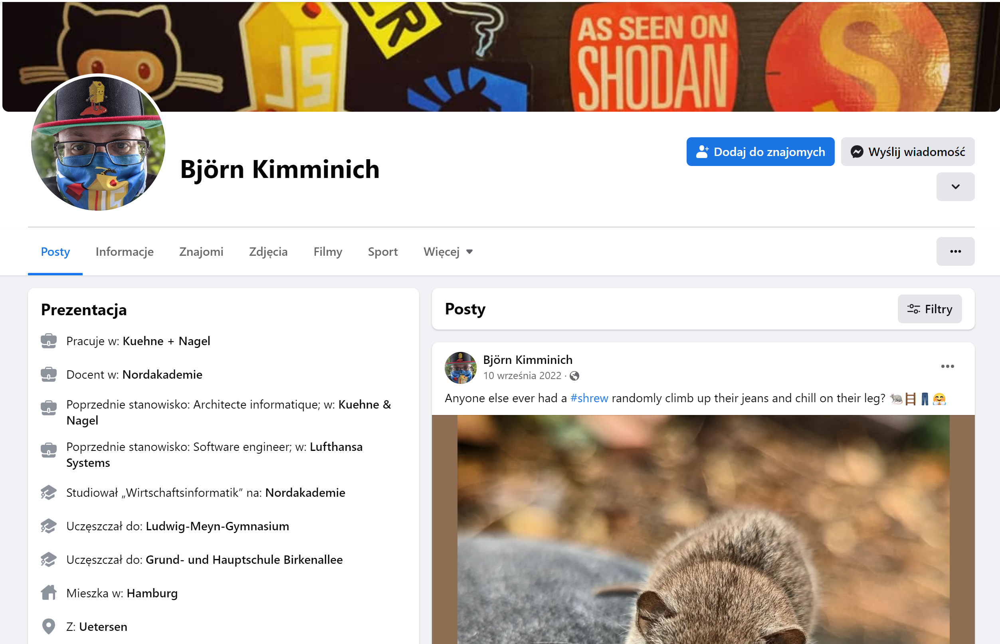 ER
JS
AS SEEN ON
SHODAN
S
JS
Björn Kimminich
Dodaj do znajomych
Wyślij wiadomość
Posty
Informacje
Znajomi
Zdjęcia
Filmy
Sport
Więcej
Prezentacja
Pracuje w: Kuehne + Nagel
Docent w: Nordakademie
Poprzednie stanowisko: Architecte informatique; w: Kuehne &
Nagel
Poprzednie stanowisko: Software engineer; w: Lufthansa
Systems
Studiował „Wirtschaftsinformatik” na: Nordakademie
Uczęszczał do: Ludwig-Meyn-Gymnasium
Uczęszczał do: Grund- und Hauptschule Birkenallee
Mieszka w: Hamburg
Z: Uetersen
Posty
Filtry
Björn Kimminich
10 września 2022 ·
Anyone else ever had a #shrew randomly climb up their jeans and chill on their leg? 🐀🪜👖🤗